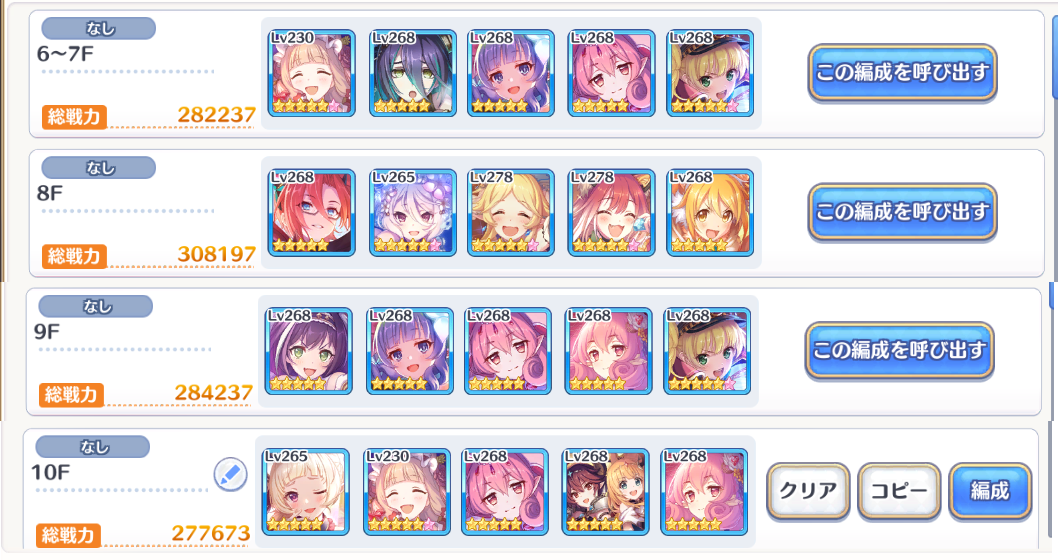 なし
6〜7F
総戦力 282237
Lv230 Lv268 Lv268 Lv268 Lv268
この編成を呼び出す
なし
8F
総戦力 308197
Lv268 Lv265 Lv278 Lv278 Lv268
この編成を呼び出す
なし
9F
総戦力 284237
Lv268 Lv268 Lv268 Lv268 Lv268
この編成を呼び出す
なし
10F
総戦力 277673
Lv265 Lv230 Lv268 Lv268 Lv268
クリア コピー 編成